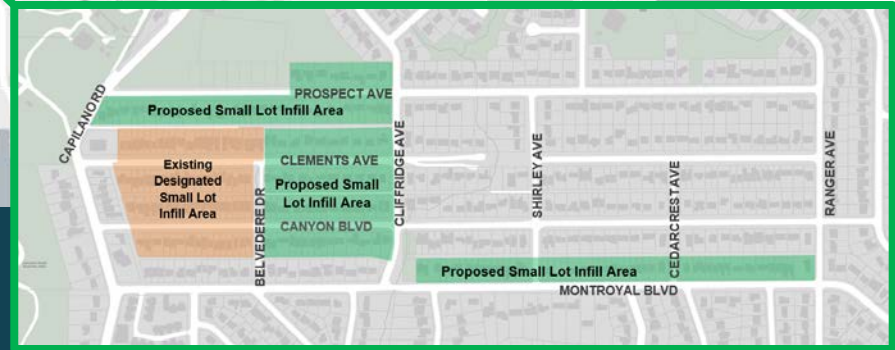 PROSPECT AVE
Proposed Small Lot Infill Area
CAPILANO RD
Existing
Designated
Small Lot
Infill Area
BELVEDERE DR
CLEMENTS AVE
Proposed Small
Lot Infill Area
CANYON BLVD
CLIFFRIDGE AVE
SHIRLEY AVE
CEDARCREST AVE
RANGER AVE
Proposed Small Lot Infill Area
MONTROYAL BLVD